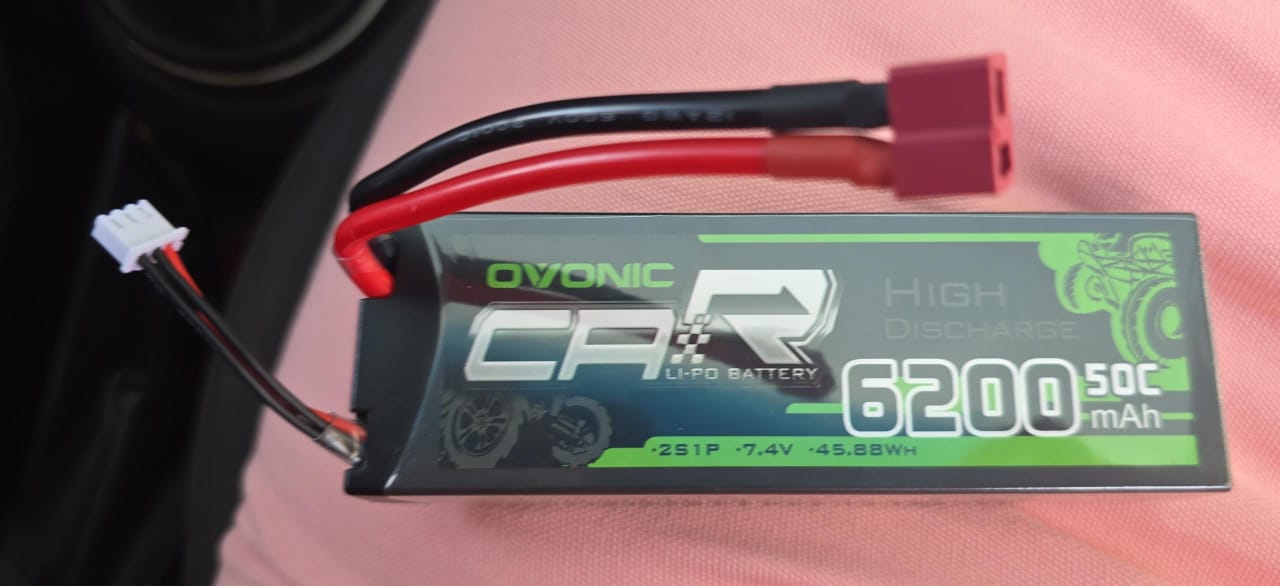 OVONIC
CAR
LI-PO BATTERY
HIGH
DISCHARGE
6200
50C
mAh
·2S1P ·7.4V ·45.88WH